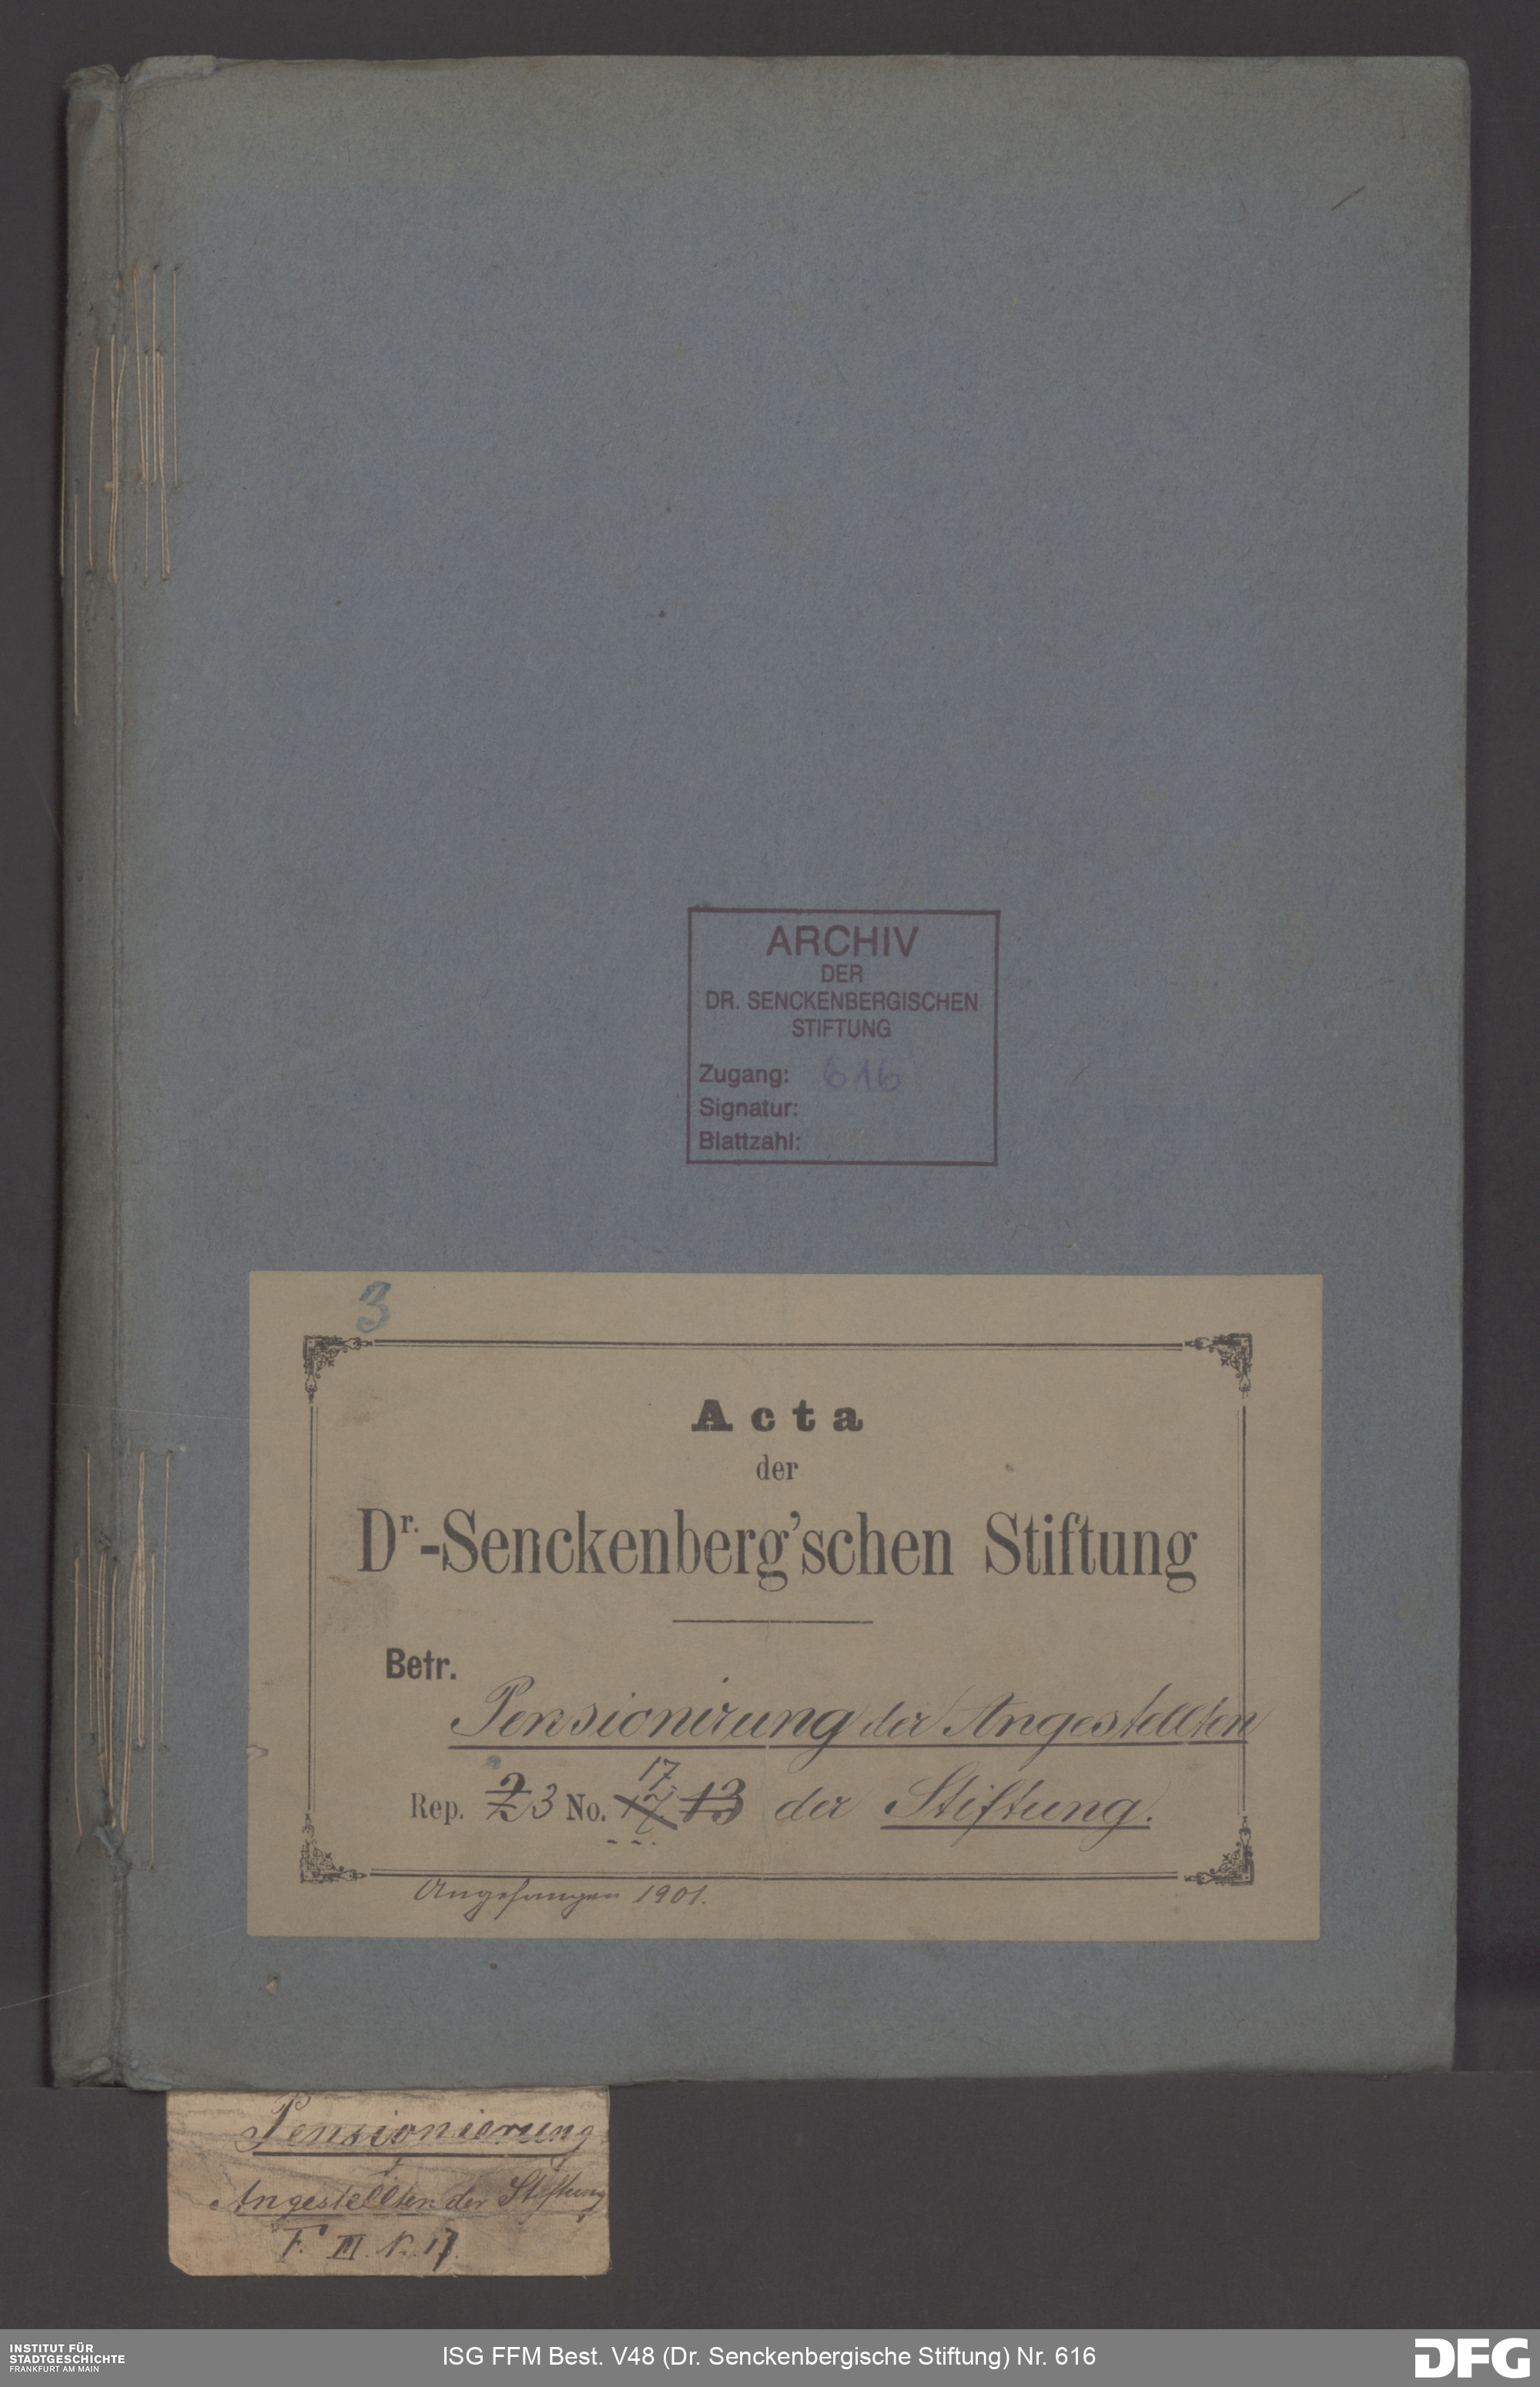 ARCHIV
DER
DR. SENCKENBERGISCHEN
STIFTUNG
Zugang: 616
Signatur:
Blattzahl:
3
Acta
der
Dr.-Senckenberg'schen Stiftung
Betr.
Pensionirung der Angestellten
17.
Rep. 2 3 No. 17. 13 der Stiftung.
Angefangen 1901.
Pensionierung
Angestellten der Stiftung
F. III. N. 17.
INSTITUT FÜR
STADTGESCHICHTE
FRANKFURT AM MAIN
ISG FFM Best. V48 (Dr. Senckenbergische Stiftung) Nr. 616
DFG